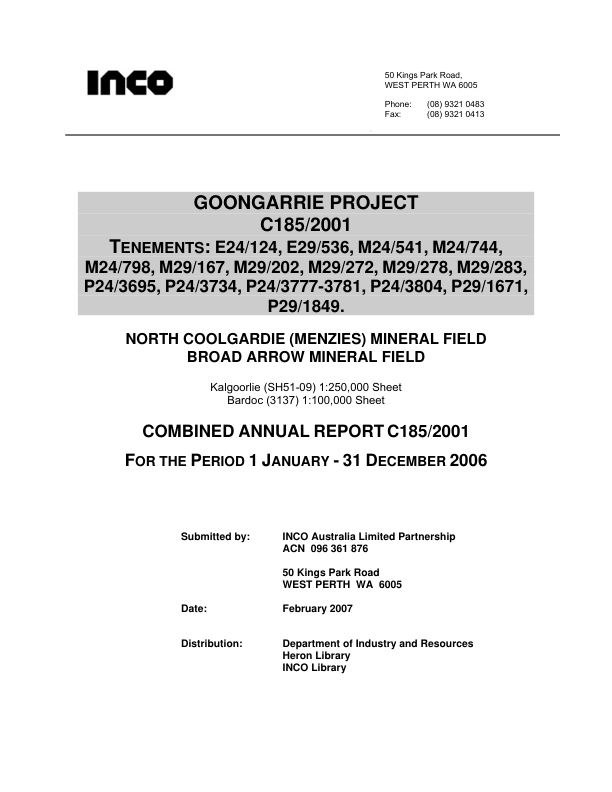 INCO
50 Kings Park Road,
WEST PERTH WA 6005
Phone: (08) 9321 0483
Fax: (08) 9321 0413
GOONGARRIE PROJECT
C185/2001
TENEMENTS: E24/124, E29/536, M24/541, M24/744,
M24/798, M29/167, M29/202, M29/272, M29/278, M29/283,
P24/3695, P24/3734, P24/3777-3781, P24/3804, P29/1671,
P29/1849.
NORTH COOLGARDIE (MENZIES) MINERAL FIELD
BROAD ARROW MINERAL FIELD
Kalgoorlie (SH51-09) 1:250,000 Sheet
Bardoc (3137) 1:100,000 Sheet
COMBINED ANNUAL REPORT C185/2001
FOR THE PERIOD 1 JANUARY - 31 DECEMBER 2006
Submitted by: INCO Australia Limited Partnership
ACN 096 361 876
50 Kings Park Road
WEST PERTH WA 6005
Date: February 2007
Distribution: Department of Industry and Resources
Heron Library
INCO Library